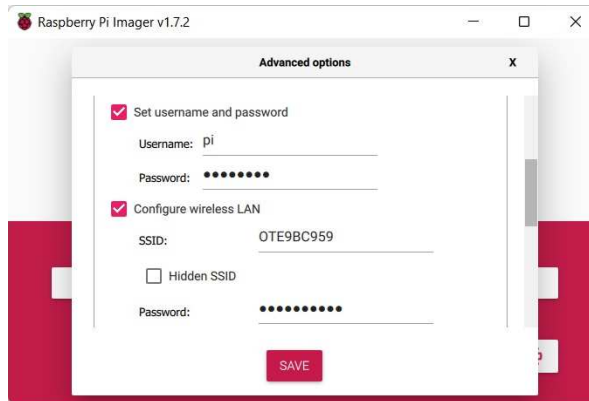 Raspberry Pi Imager v1.7.2
Advanced options
X
Set username and password
Username: pi
Password: ••••••••
Configure wireless LAN
SSID: OTE9BC959
Hidden SSID
Password: ••••••••••
SAVE